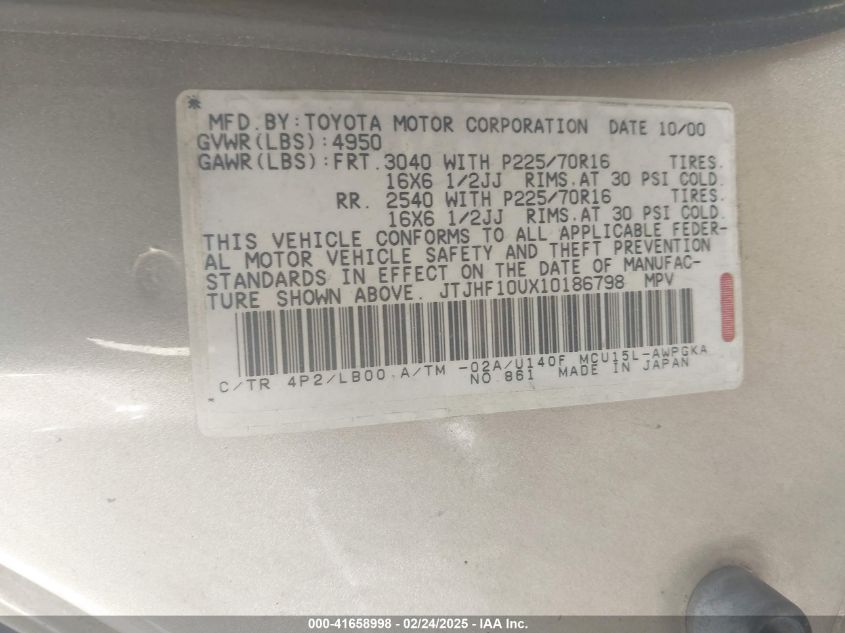 *
MFD.BY:TOYOTA MOTOR CORPORATION DATE 10/00
GVWR(LBS):4950
GAWR(LBS):FRT.3040 WITH P225/70R16 TIRES.
16X6 1/2JJ RIMS.AT 30 PSI COLD.
RR. 2540 WITH P225/70R16 TIRES.
16X6 1/2JJ RIMS.AT 30 PSI COLD.
THIS VEHICLE CONFORMS TO ALL APPLICABLE FEDER-
AL MOTOR VEHICLE SAFETY AND THEFT PREVENTION
STANDARDS IN EFFECT ON THE DATE OF MANUFAC-
TURE SHOWN ABOVE. JTJHF10UX10186798 MPV
C/TR 4P2/LB00.A/TM -02A/U140F MCU15L-AWPGKA
* NO.861 MADE IN JAPAN
000-41658998 - 02/24/2025 - IAA Inc.